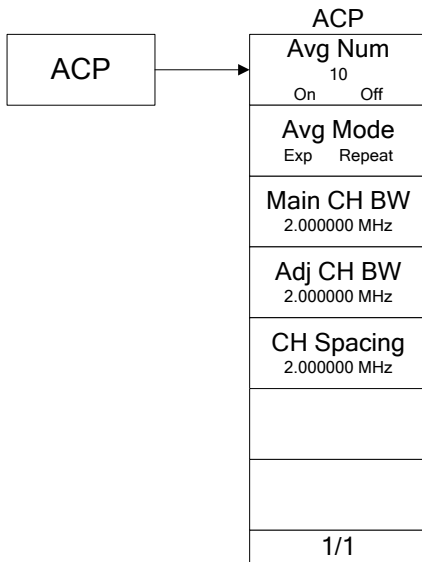 ACP
ACP
Avg Num
10
On Off
Avg Mode
Exp Repeat
Main CH BW
2.000000 MHz
Adj CH BW
2.000000 MHz
CH Spacing
2.000000 MHz
1/1